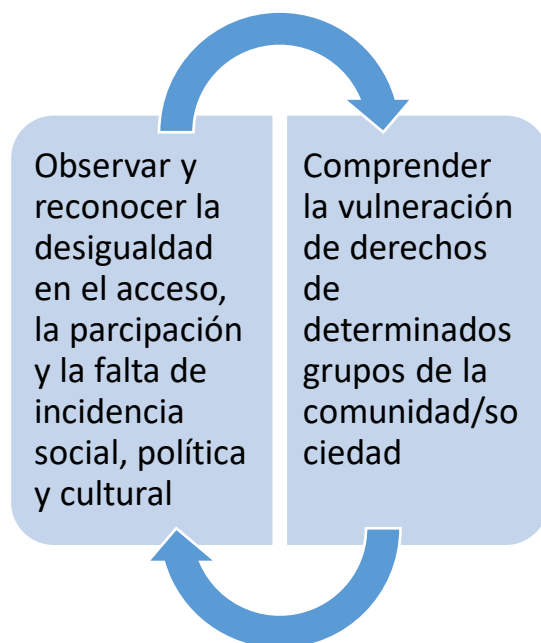 Observar y
reconocer la
desigualdad
en el acceso,
la parcipación
y la falta de
incidencia
social, política
y cultural
Comprender
la vulneración
de derechos
de
determinados
grupos de la
comunidad/so
ciedad